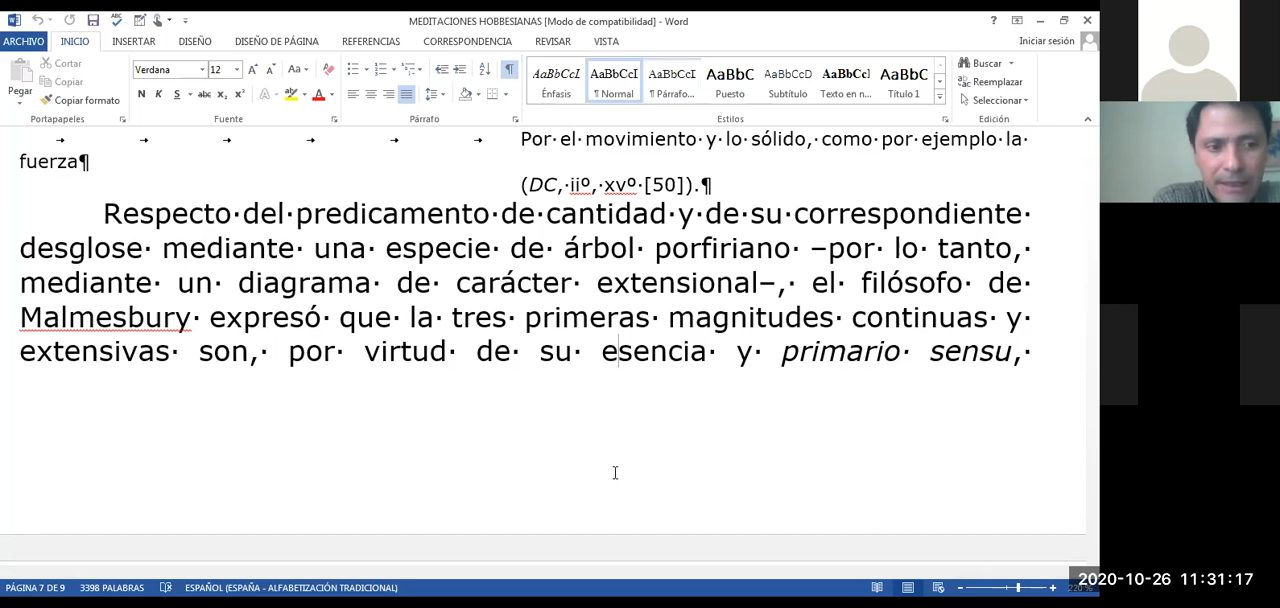 MEDITACIONES HOBBESIANAS [Modo de compatibilidad] - Word
ARCHIVO INICIO INSERTAR DISEÑO DISEÑO DE PÁGINA REFERENCIAS CORRESPONDENCIA REVISAR VISTA Iniciar sesión
Pegar
Cortar
Copiar
Copiar formato
Portapapeles
Verdana 12
Fuente
Párrafo
AaBbCcI AaBbCcI AaBbCcI AaBbC AaBbCcD AaBbCcI AaBbC
Énfasis ¶ Normal ¶ Párrafo... Puesto Subtítulo Texto en n... Título 1
Estilos
Buscar
Reemplazar
Seleccionar
Edición
Por el movimiento y lo sólido, como por ejemplo la
fuerza¶
(DC, iiº, xvº [50]).¶
Respecto del predicamento de cantidad y de su correspondiente
desglose mediante una especie de árbol porfiriano –por lo tanto,
mediante un diagrama de carácter extensional–, el filósofo de
Malmesbury expresó que la tres primeras magnitudes continuas y
extensivas son, por virtud de su esencia y primario sensu,
PÁGINA 7 DE 9 3398 PALABRAS ESPAÑOL (ESPAÑA - ALFABETIZACIÓN TRADICIONAL) 220 %
2020-10-26 11:31:17